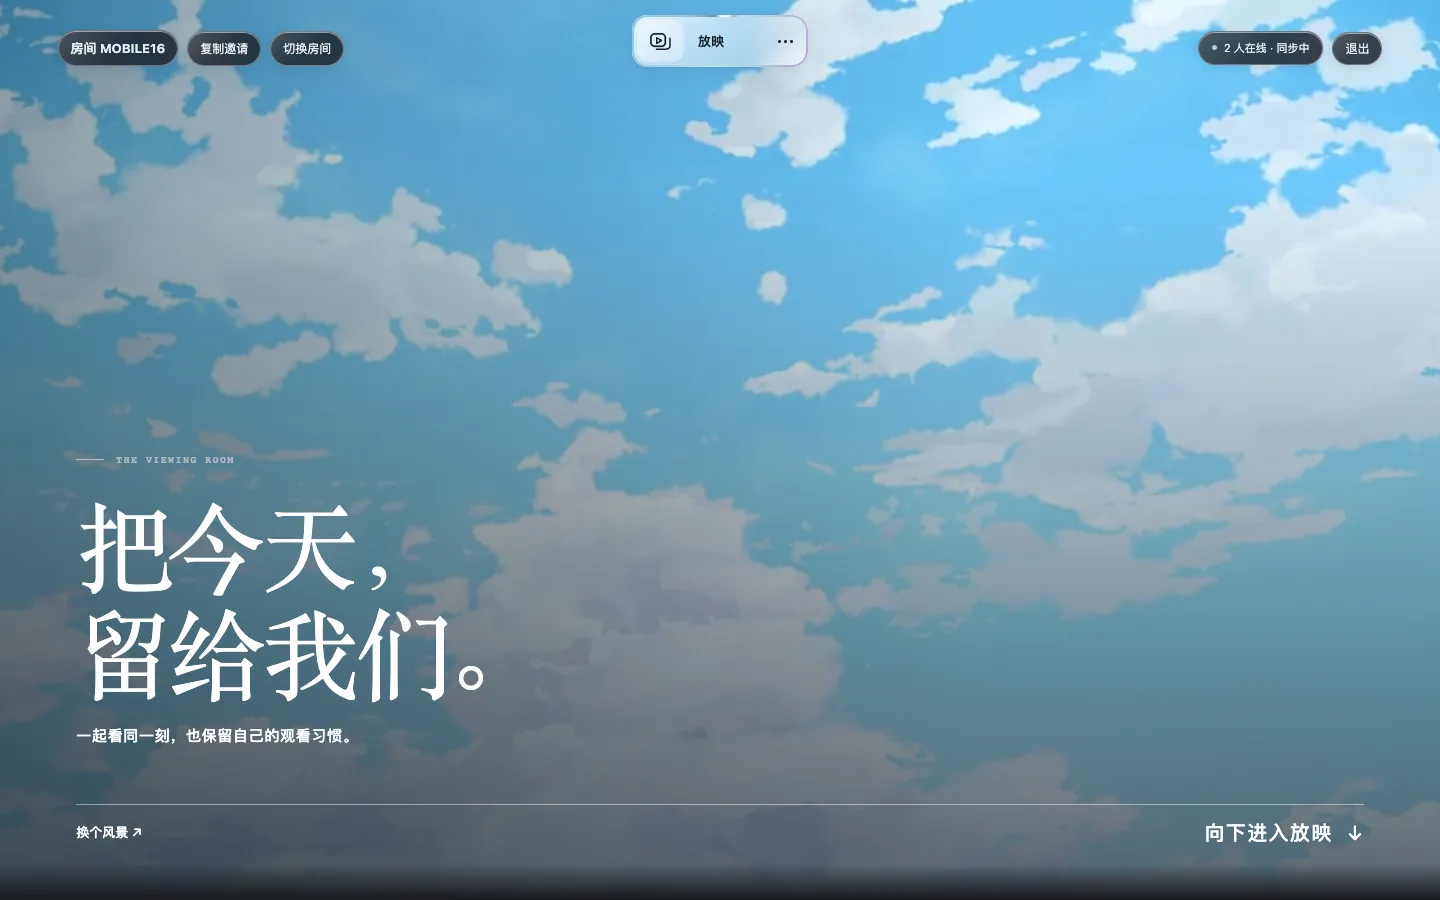 房间 MOBILE16
复制邀请
切换房间
放映
2 人在线 · 同步中
退出
THE VIEWING ROOM
把今天，
留给我们。
一起看同一刻，也保留自己的观看习惯。
换个风景 ↗
向下进入放映 ↓